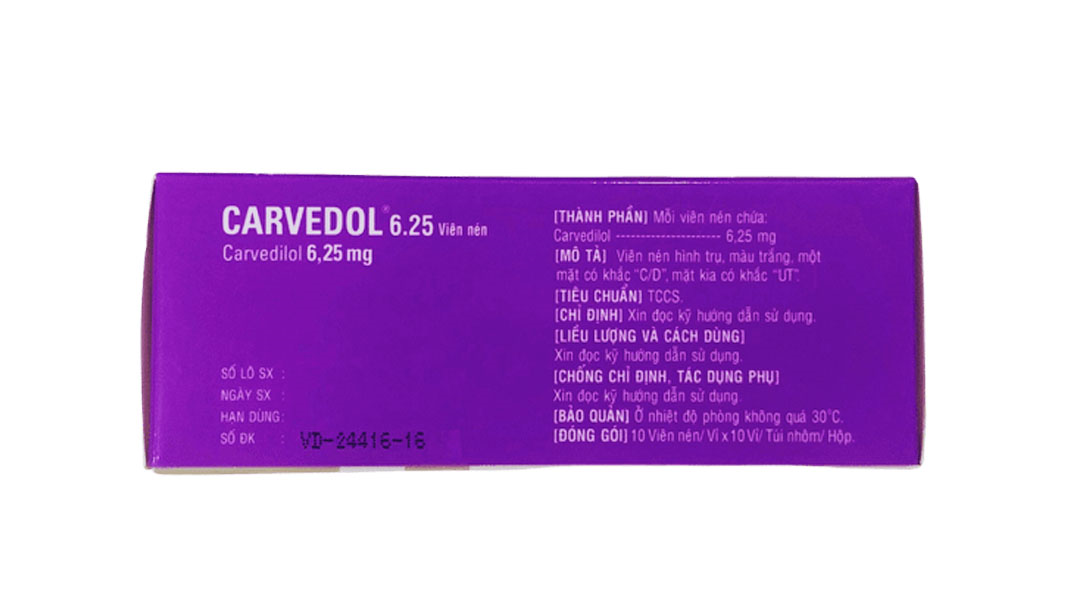 CARVEDOL® 6.25 Viên nén
Carvedilol 6,25 mg
SỐ LÔ SX :
NGÀY SX :
HẠN DÙNG:
SỐ ĐK : VD-24416-16
[THÀNH PHẦN] Mỗi viên nén chứa:
Carvedilol --------------------- 6,25 mg
[MÔ TẢ] Viên nén hình trụ, màu trắng, một
mặt có khắc "C/D", mặt kia có khắc "UT".
[TIÊU CHUẨN] TCCS.
[CHỈ ĐỊNH] Xin đọc kỹ hướng dẫn sử dụng.
[LIỀU LƯỢNG VÀ CÁCH DÙNG]
Xin đọc kỹ hướng dẫn sử dụng.
[CHỐNG CHỈ ĐỊNH, TÁC DỤNG PHỤ]
Xin đọc kỹ hướng dẫn sử dụng.
[BẢO QUẢN] Ở nhiệt độ phòng không quá 30°C.
[ĐÓNG GÓI] 10 Viên nén/ Vỉ x 10 Vỉ/ Túi nhôm/ Hộp.